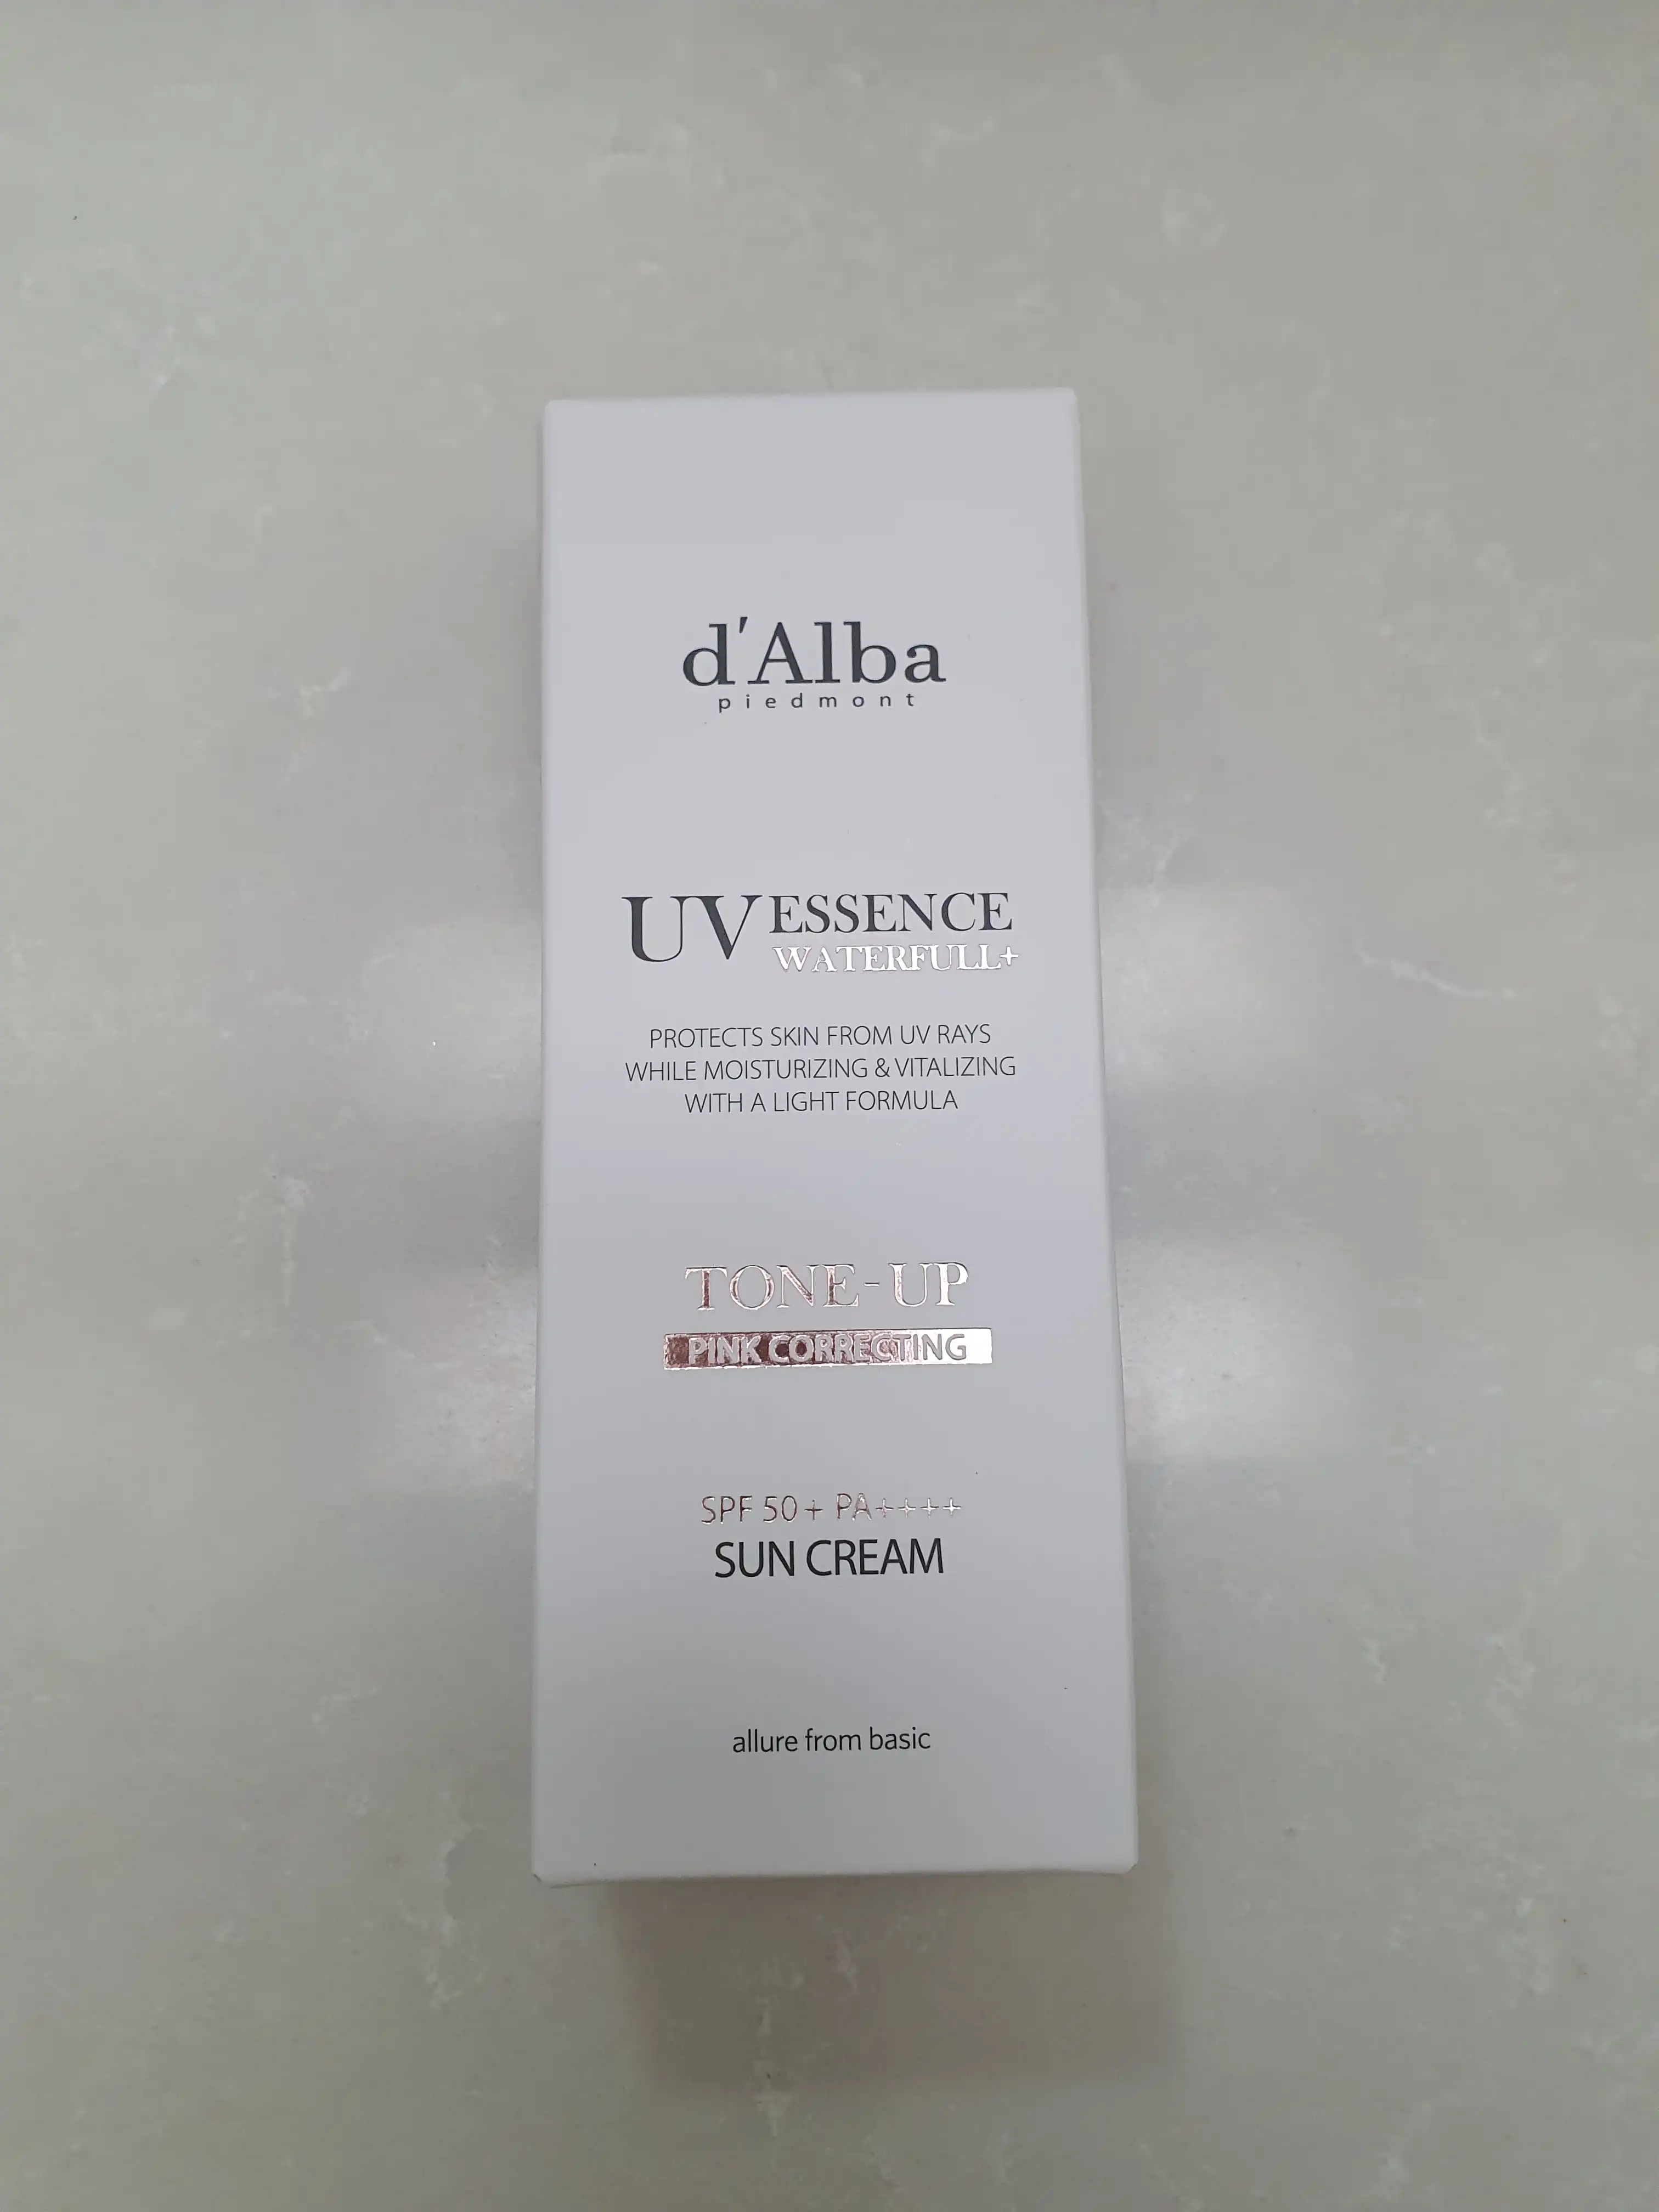 d'Alba
piedmont
UV ESSENCE
WATERFULL+
PROTECTS SKIN FROM UV RAYS
WHILE MOISTURIZING & VITALIZING
WITH A LIGHT FORMULA
TONE-UP
PINK CORRECTING
SPF 50+ PA++++
SUN CREAM
allure from basic